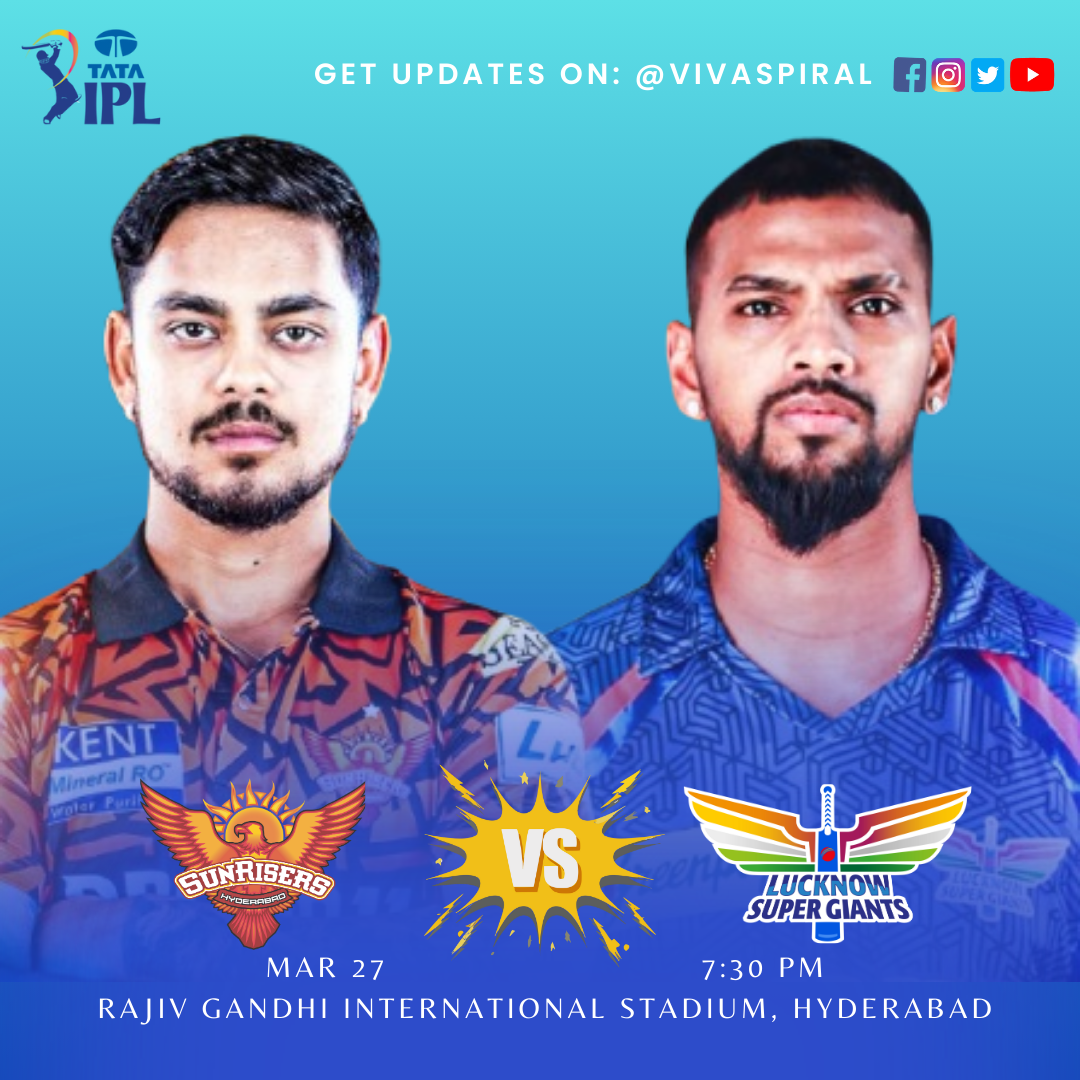 TATA
IPL
GET UPDATES ON: @VIVASPIRAL
KENT
Mineral RO™
SUNRISERS
HYDERABAD
VS
LUCKNOW
SUPER GIANTS
MAR 27
7:30 PM
RAJIV GANDHI INTERNATIONAL STADIUM, HYDERABAD